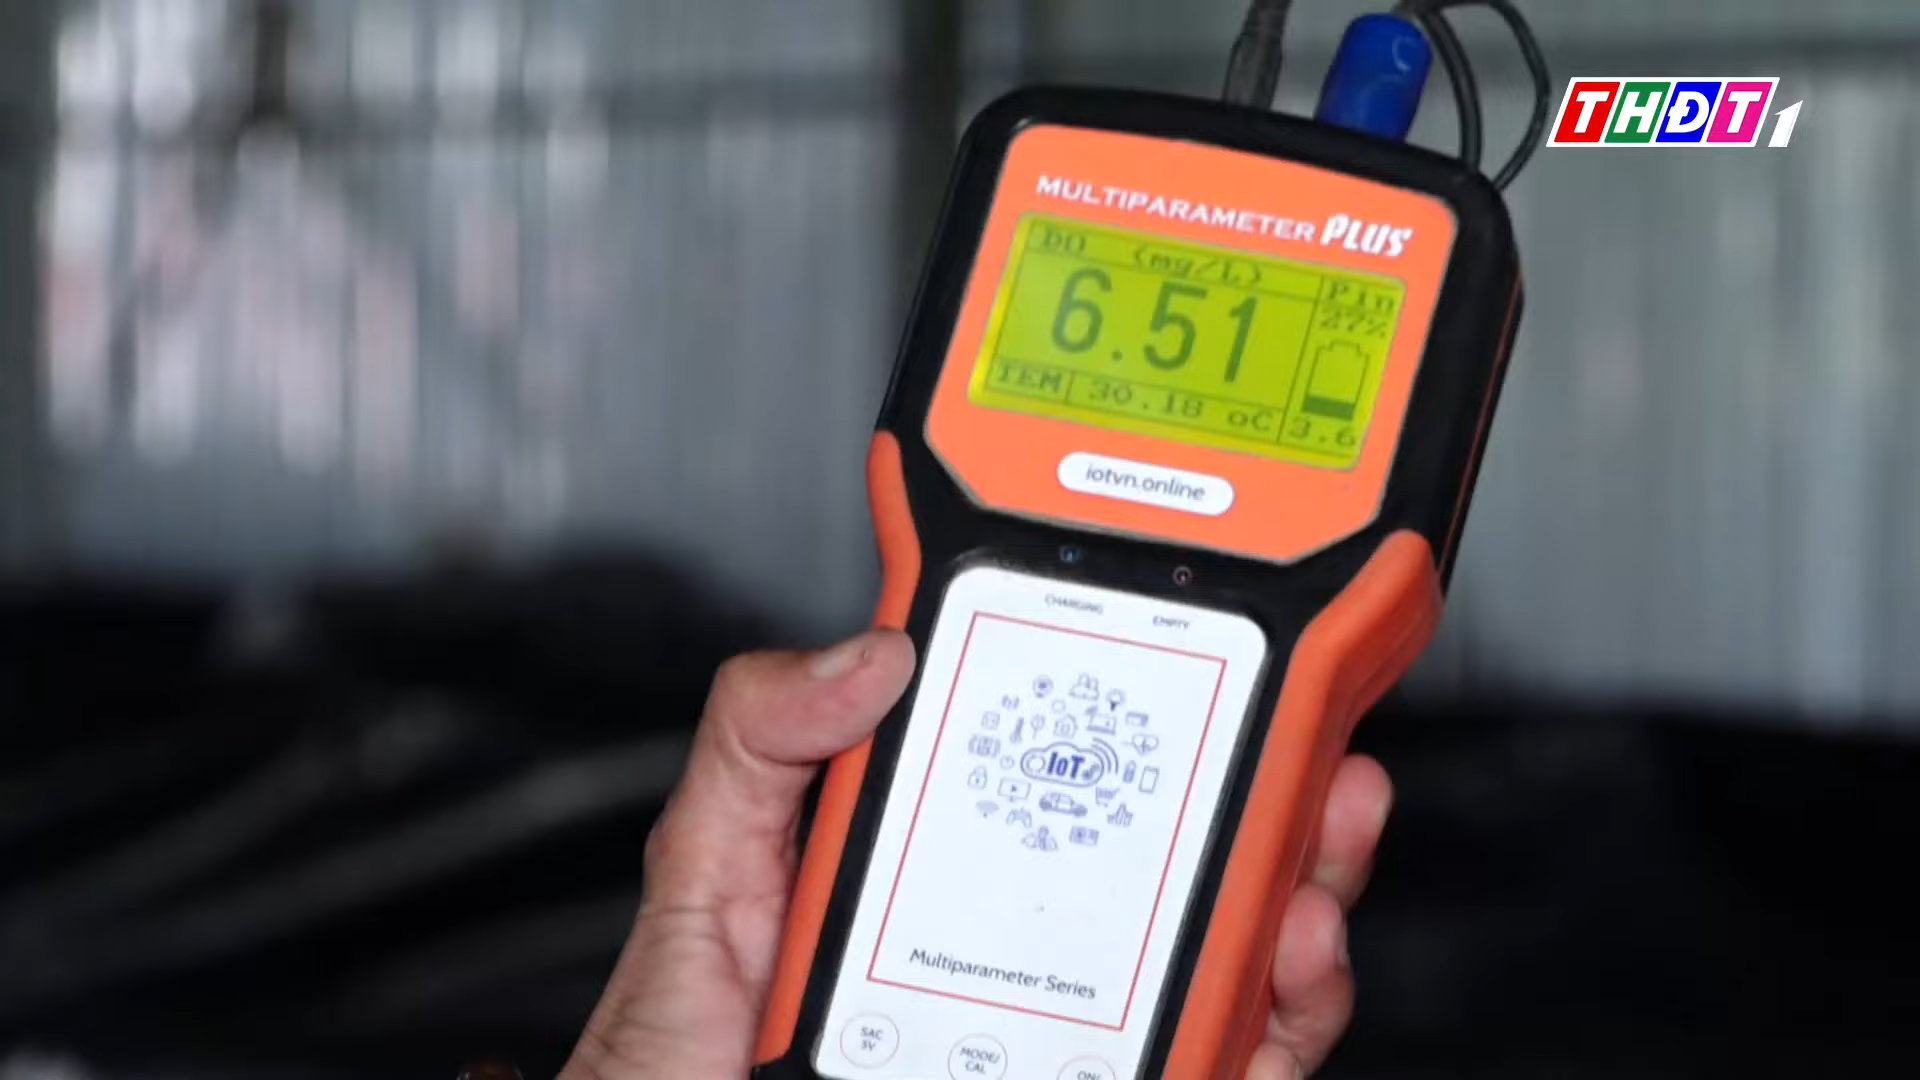 THĐT1
MULTIPARAMETER PLUS
DO (mg/L)
Pin
27%
6.51
TEM 30.18 oC
3.6
iotvn.online
CHARGING
EMPTY
IoT
Multiparameter Series
SAC
5V
MODE/
CAL
ON/